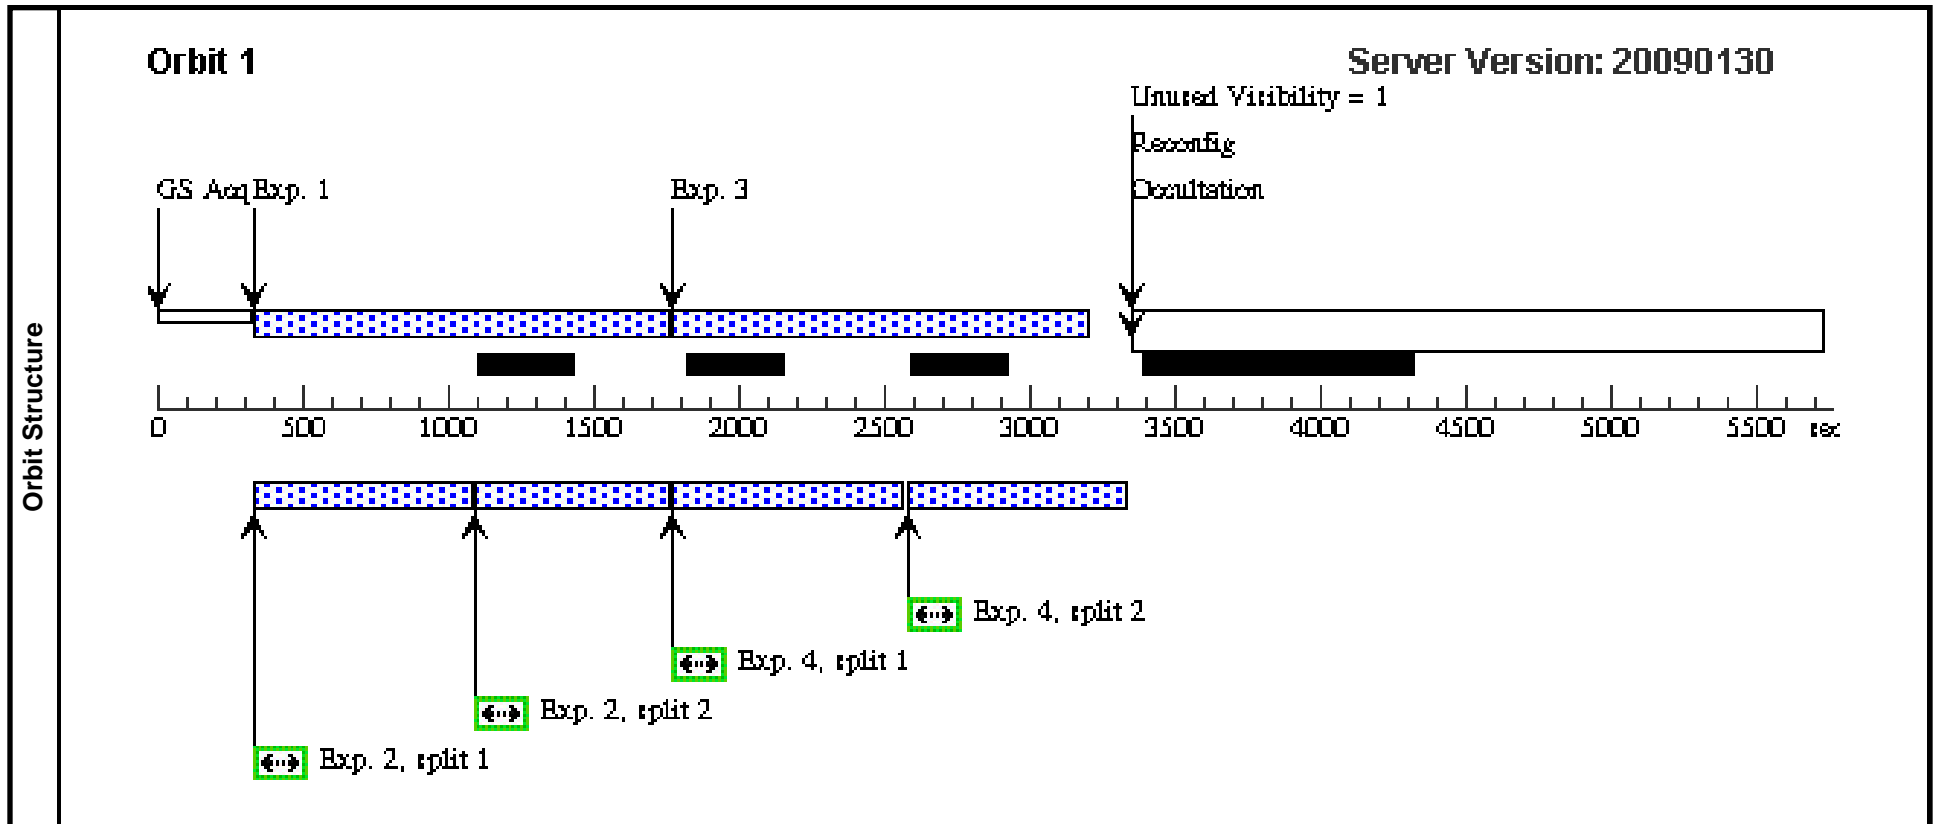 Orbit Structure
Orbit 1
Server Version: 20090130
Unused Visibility = 1
Reconfig
Occultation
GS Acq
Exp. 1
Exp. 3
0 500 1000 1500 2000 2500 3000 3500 4000 4500 5000 5500 sec
Exp. 4, split 2
Exp. 4, split 1
Exp. 2, split 2
Exp. 2, split 1